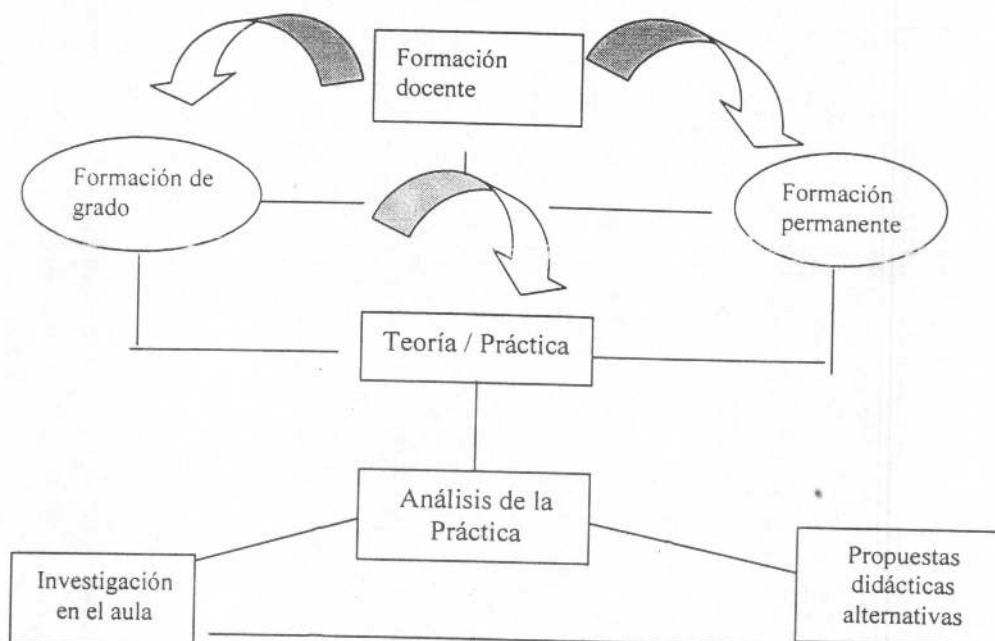 Formación
docente
Formación de
grado
Formación
permanente
Teoría / Práctica
Análisis de la
Práctica
Investigación
en el aula
Propuestas
didácticas
alternativas